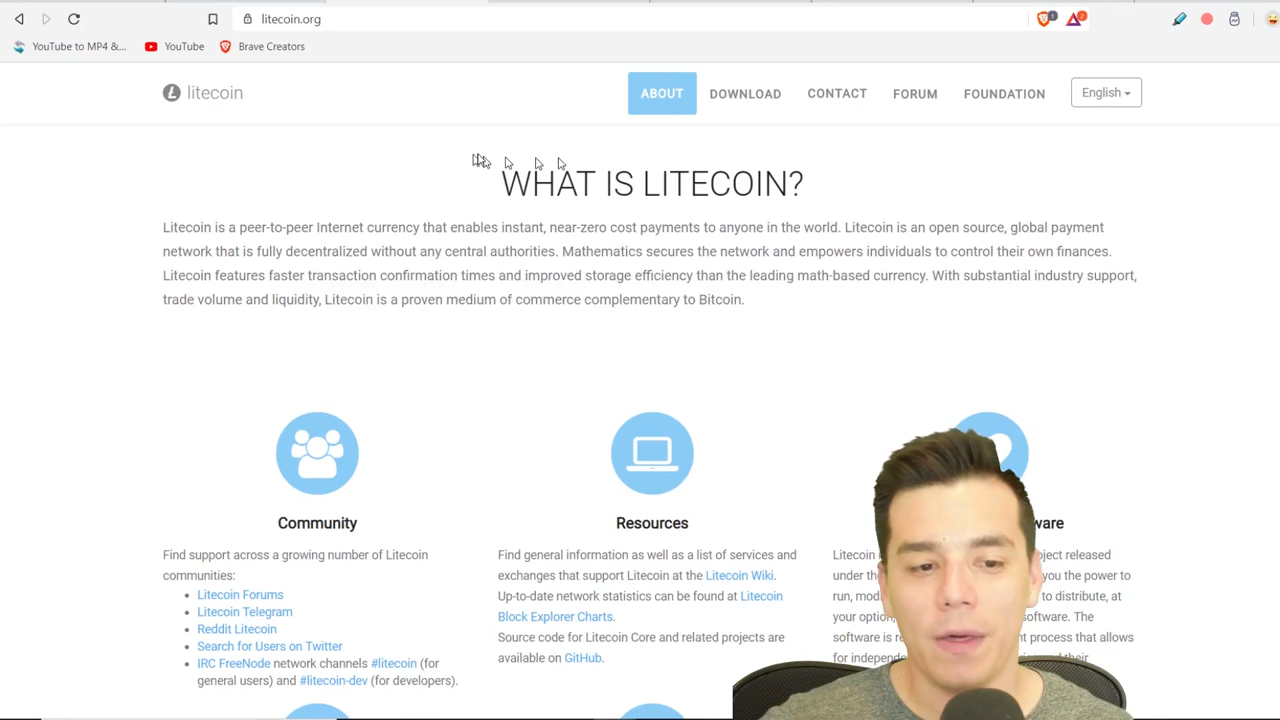 litecoin.org
1
2
YouTube to MP4 &...
YouTube
Brave Creators
litecoin
ABOUT
DOWNLOAD
CONTACT
FORUM
FOUNDATION
English
WHAT IS LITECOIN?
Litecoin is a peer-to-peer Internet currency that enables instant, near-zero cost payments to anyone in the world. Litecoin is an open source, global payment
network that is fully decentralized without any central authorities. Mathematics secures the network and empowers individuals to control their own finances.
Litecoin features faster transaction confirmation times and improved storage efficiency than the leading math-based currency. With substantial industry support,
trade volume and liquidity, Litecoin is a proven medium of commerce complementary to Bitcoin.
Community
Find support across a growing number of Litecoin
communities:
Litecoin Forums
Litecoin Telegram
Reddit Litecoin
Search for Users on Twitter
IRC FreeNode network channels #litecoin (for
general users) and #litecoin-dev (for developers).
Resources
Find general information as well as a list of services and
exchanges that support Litecoin at the Litecoin Wiki.
Up-to-date network statistics can be found at Litecoin
Block Explorer Charts.
Source code for Litecoin Core and related projects are
available on GitHub.
Litecoin released
under the you the power to
run, to distribute, at
your option, software. The
software is process that allows
for their